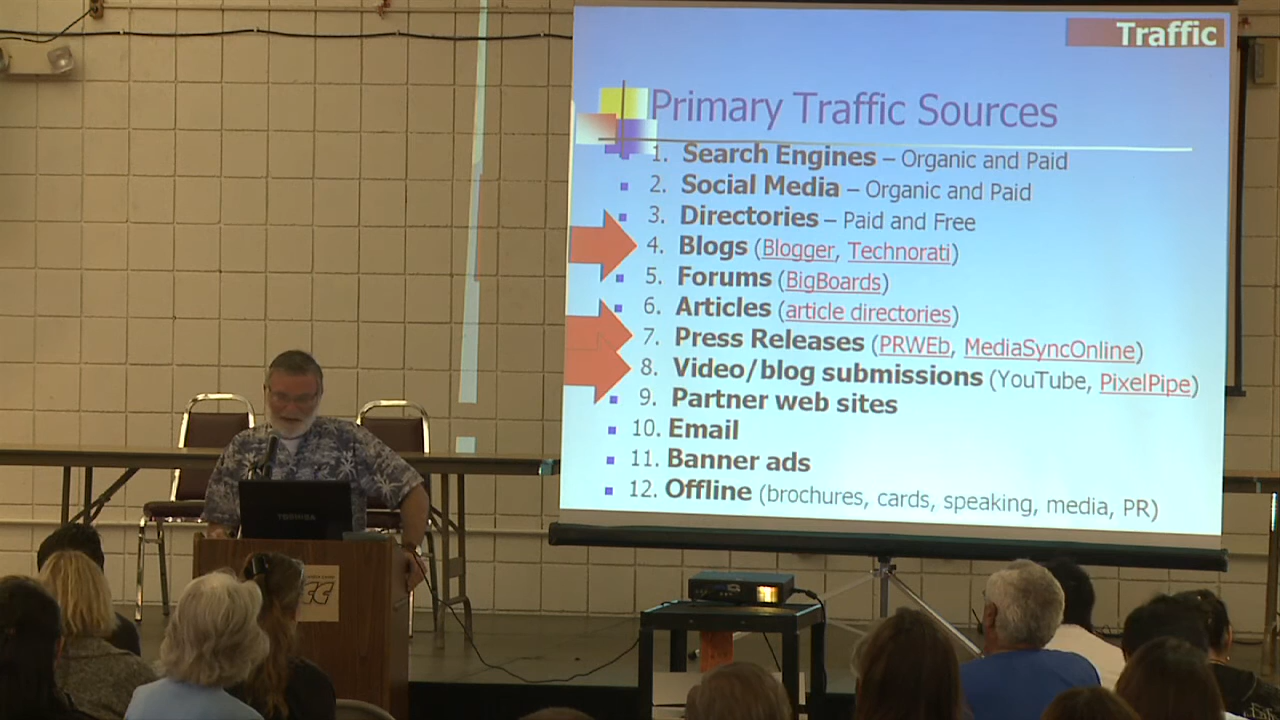 Traffic
Primary Traffic Sources
1. Search Engines – Organic and Paid
2. Social Media – Organic and Paid
3. Directories – Paid and Free
4. Blogs (Blogger, Technorati)
5. Forums (BigBoards)
6. Articles (article directories)
7. Press Releases (PRWEb, MediaSyncOnline)
8. Video/blog submissions (YouTube, PixelPipe)
9. Partner web sites
10. Email
11. Banner ads
12. Offline (brochures, cards, speaking, media, PR)
TOSHIBA